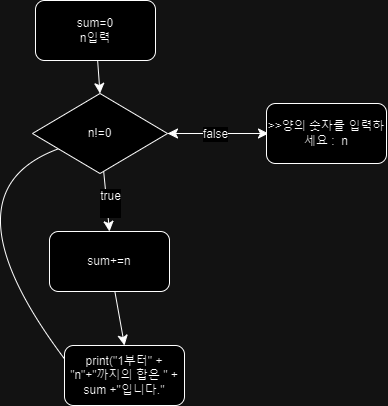 sum=0
n입력
n!=0
false
>>양의 숫자를 입력하
세요 : n
true
sum+=n
print("1부터" +
"n"+"까지의 합은 " +
sum +"입니다."